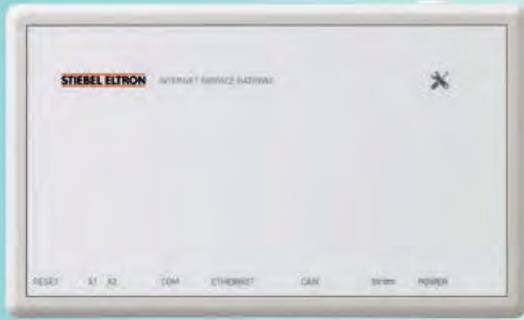 STIEBEL ELTRON INTERNET SERVICE GATEWAY
RESET X1 X2 COM ETHERNET CAN POWER